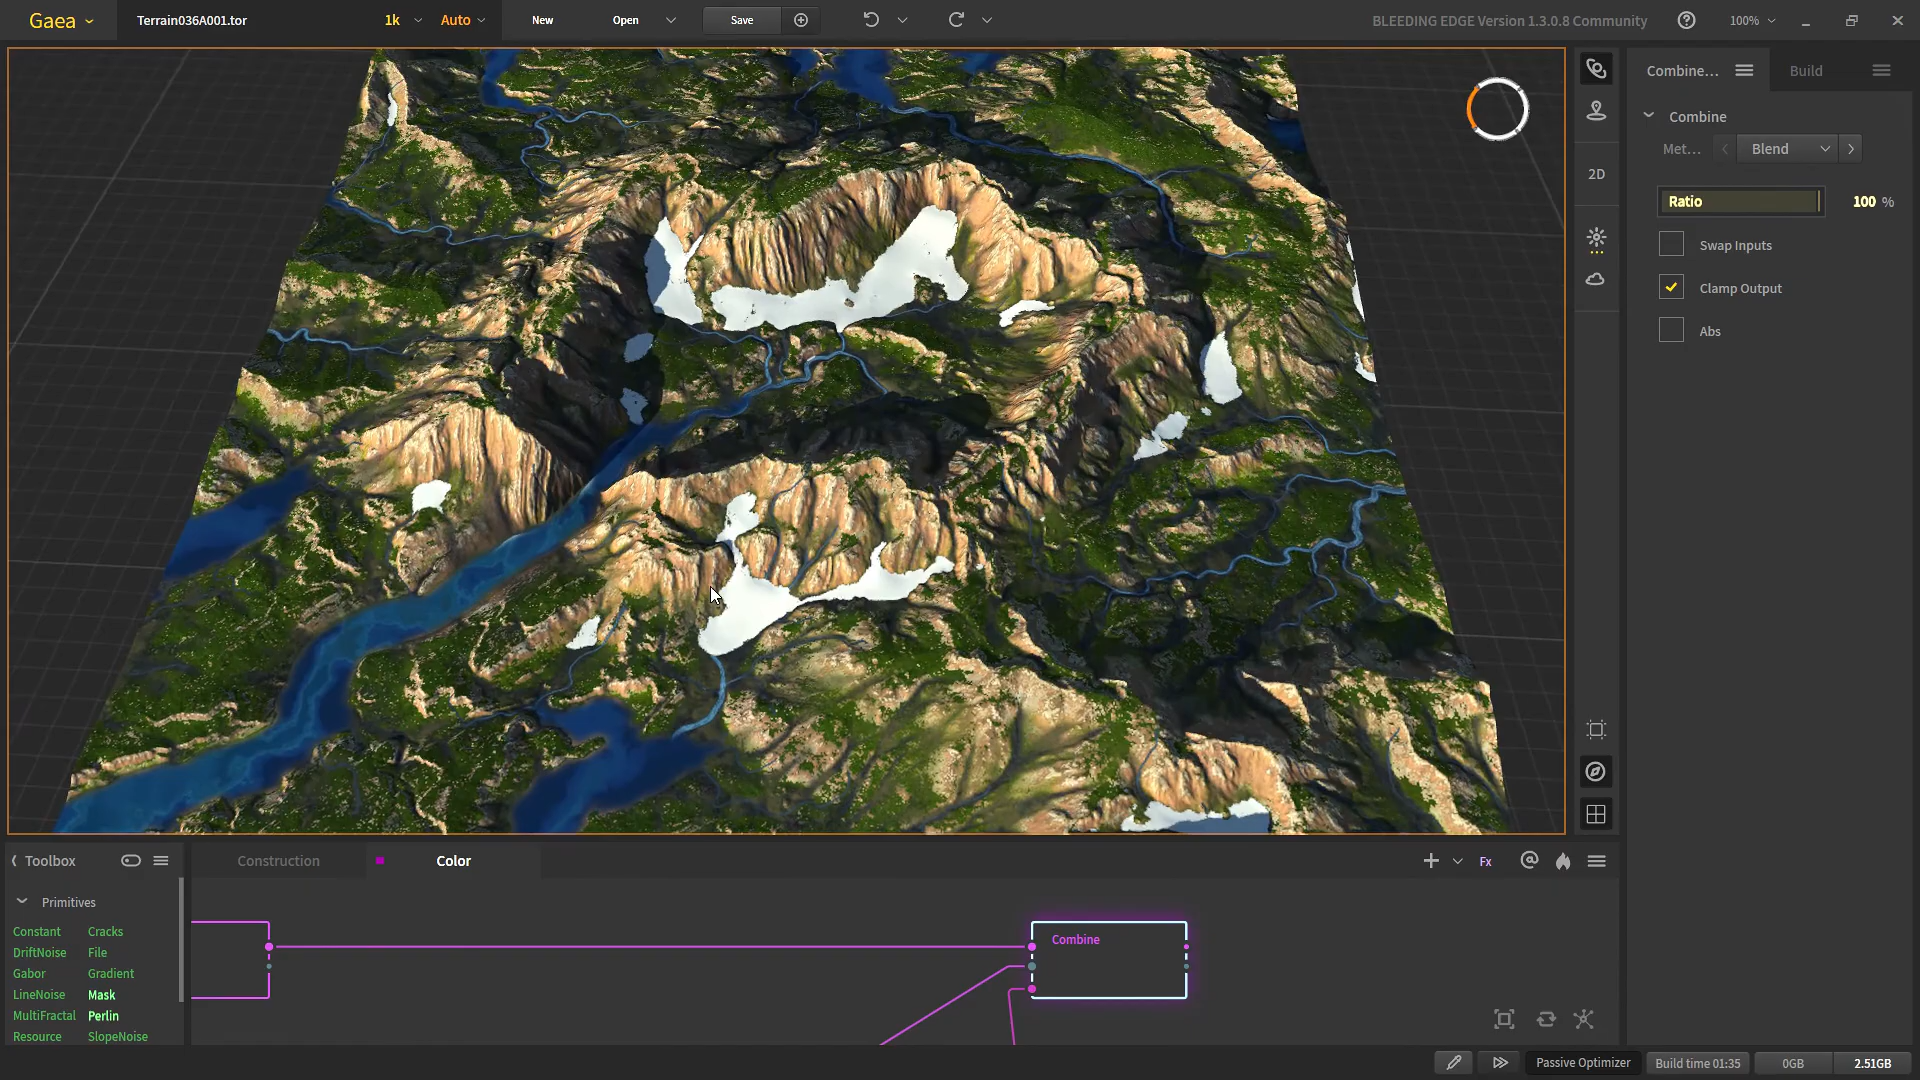 Gaea
Terrain036A001.tor
1k
Auto
New
Open
Save
BLEEDING EDGE Version 1.3.0.8 Community
100%
2D
Combine...
Build
Combine
Met...
Blend
Ratio
100 %
Swap Inputs
Clamp Output
Abs
Toolbox
Construction
Color
Fx
Primitives
Constant Cracks
DriftNoise File
Gabor Gradient
LineNoise Mask
MultiFractal Perlin
Resource SlopeNoise
Combine
Passive Optimizer
Build time 01:35
0GB
2.51GB